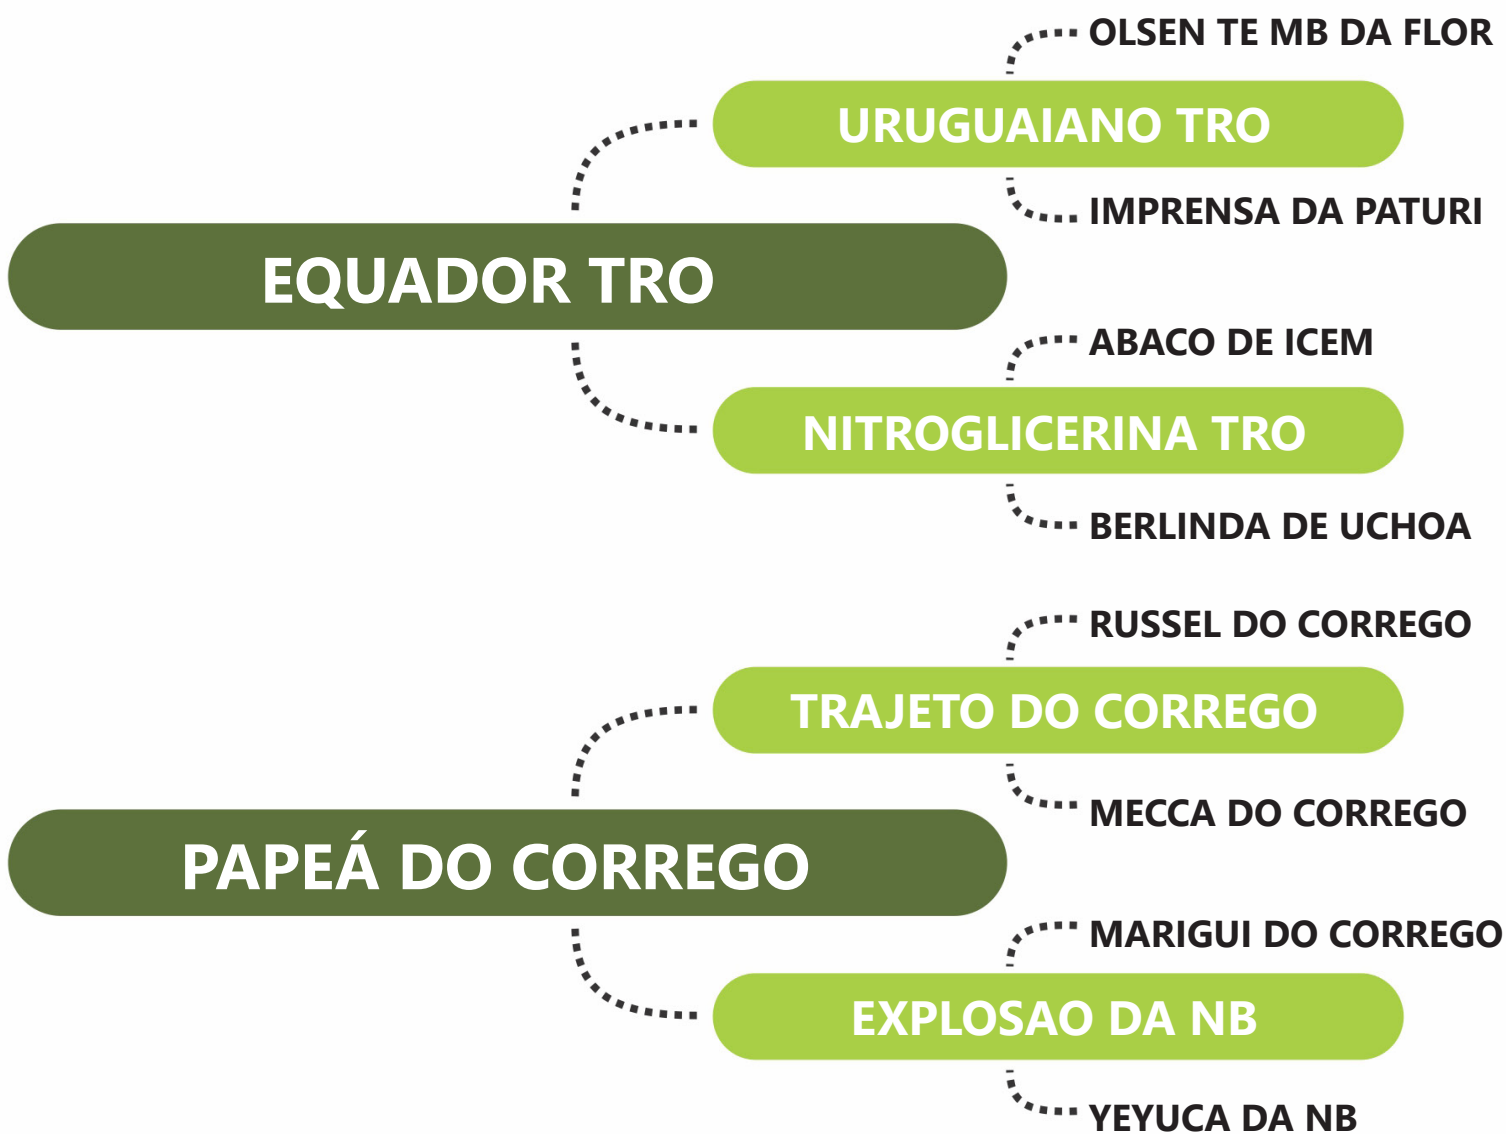 OLSEN TE MB DA FLOR
URUGUAIANO TRO
IMPRENSA DA PATURI
EQUADOR TRO
ABACO DE ICEM
NITROGLICERINA TRO
BERLINDA DE UCHOA
RUSSEL DO CORREGO
TRAJETO DO CORREGO
MECCA DO CORREGO
PAPEÁ DO CORREGO
MARIGUI DO CORREGO
EXPLOSAO DA NB
YEYUCA DA NB